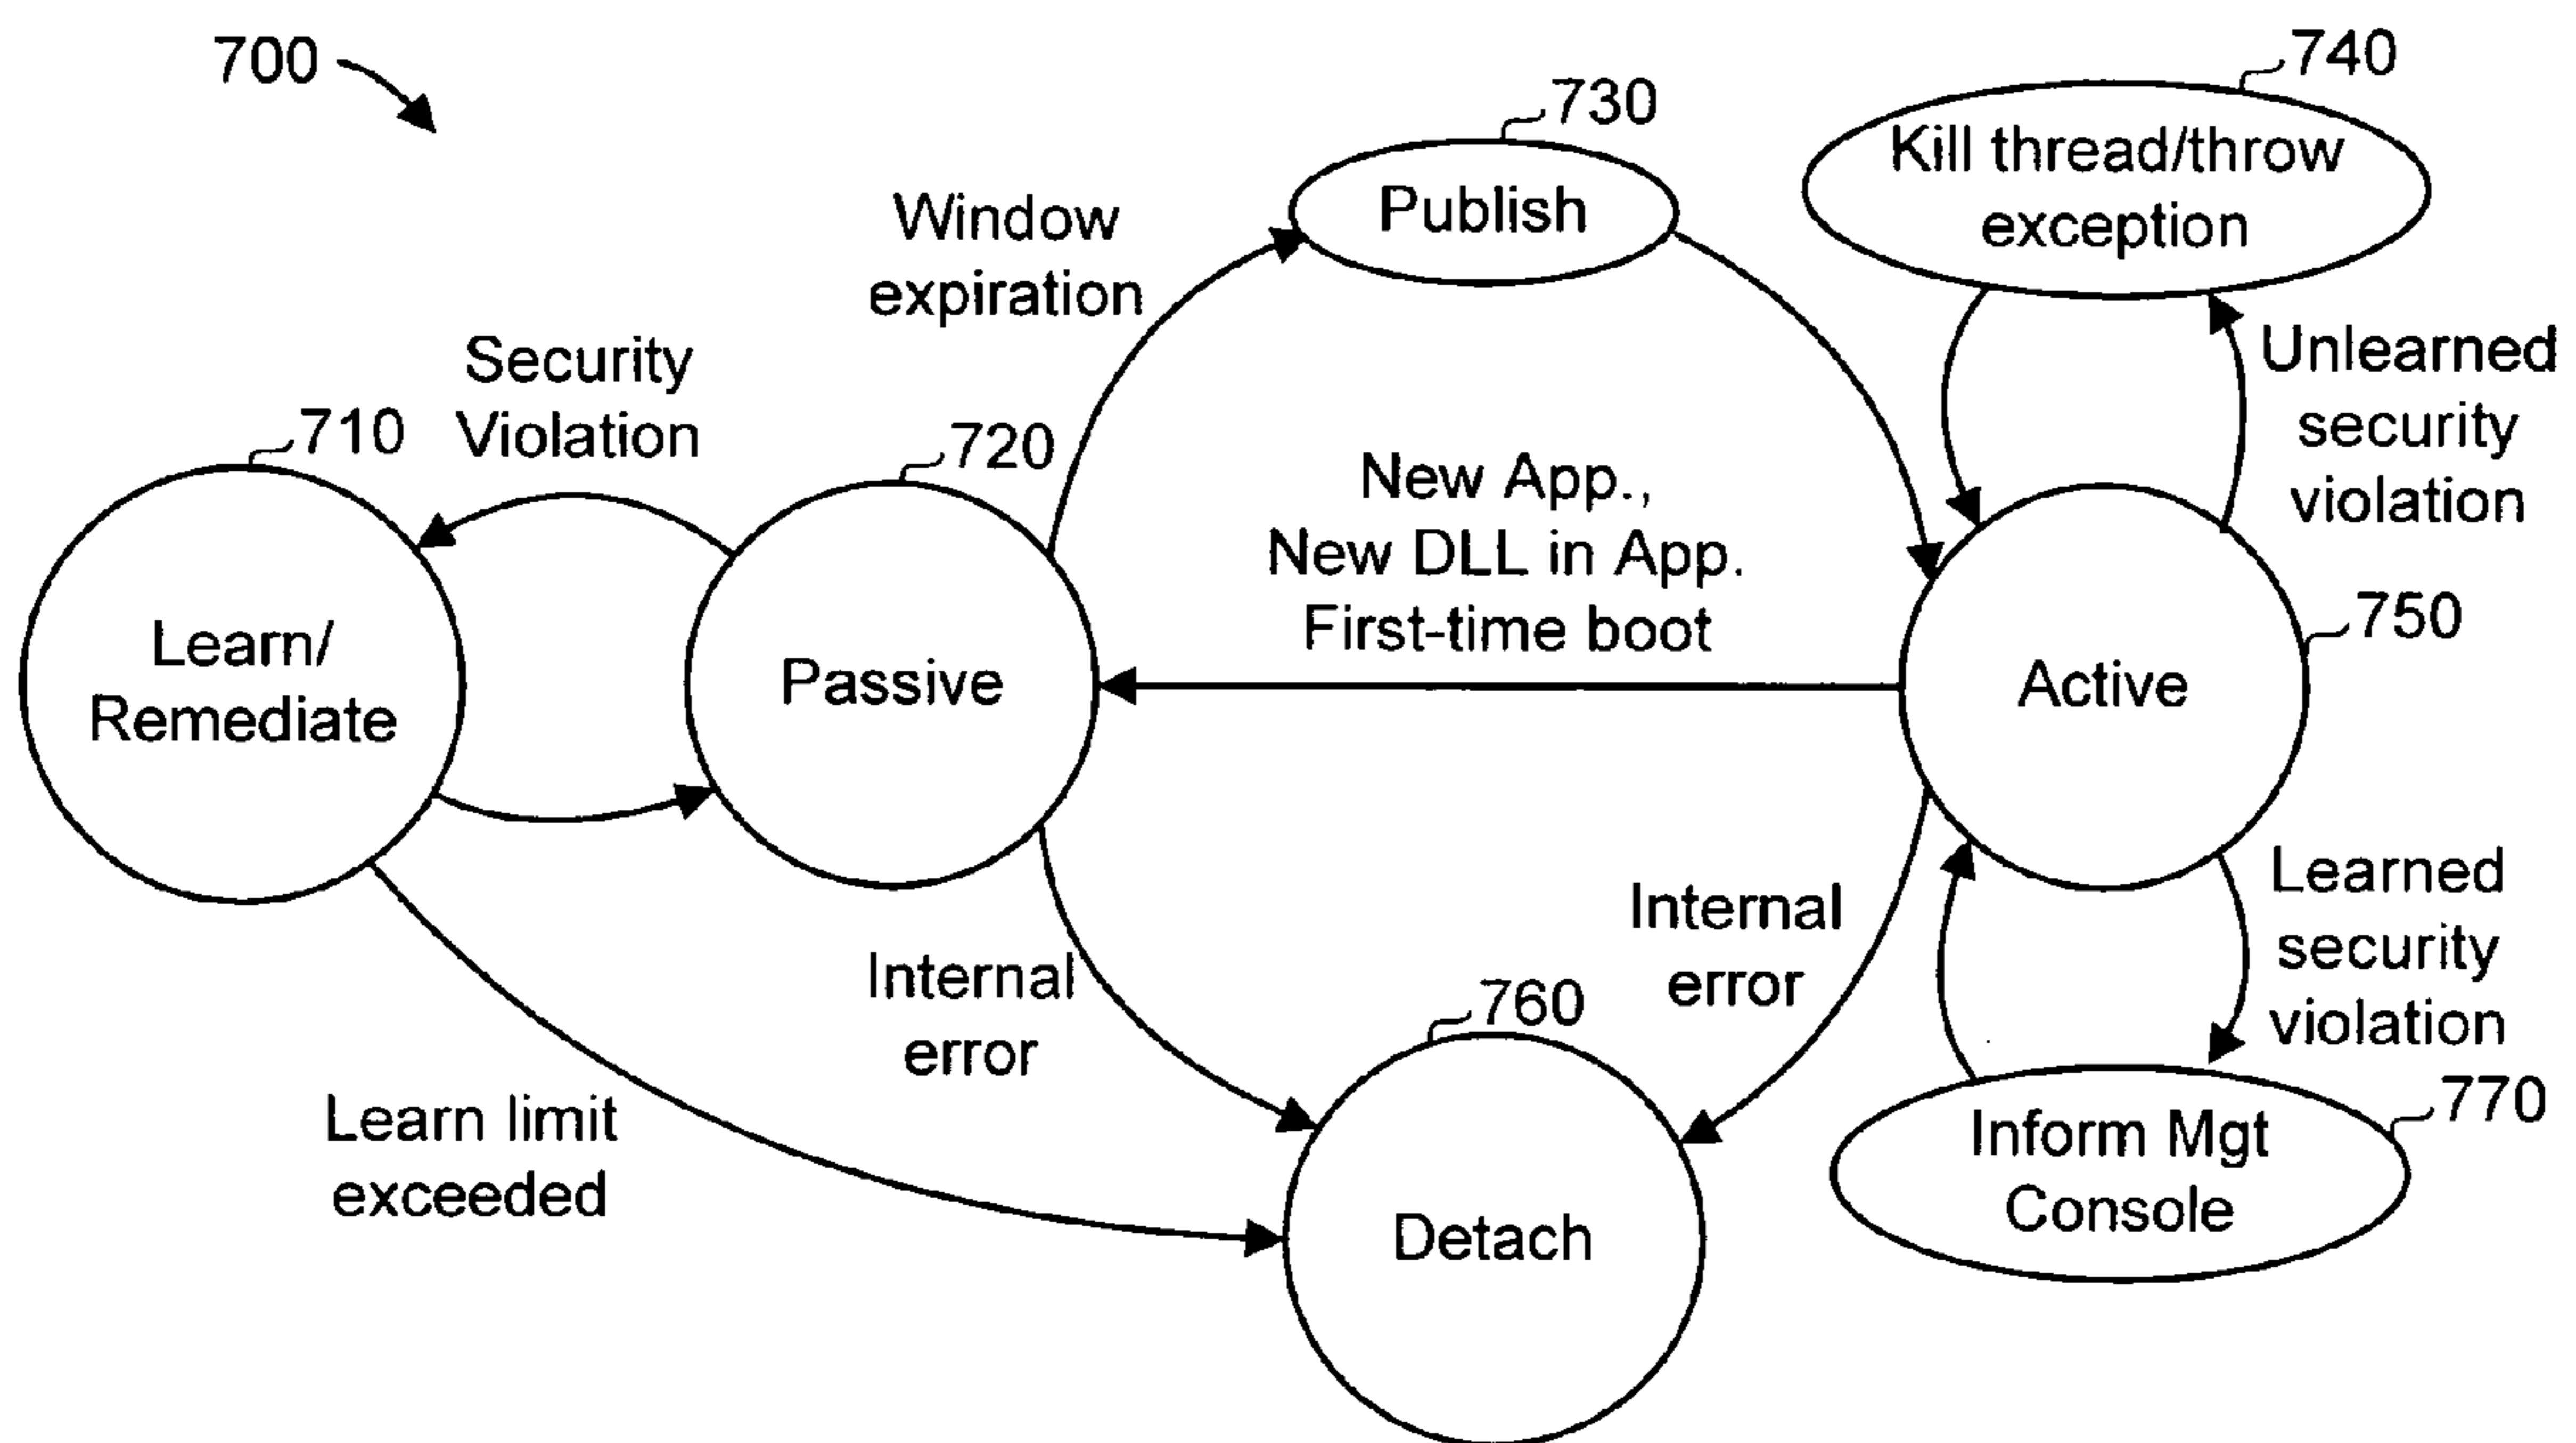 700
740
Kill thread/throw
exception
730
Publish
Window
expiration
Unlearned
security
violation
Security
Violation
710
720
New App.,
New DLL in App.
First-time boot
750
Learn/
Remediate
Passive
Active
Learned
security
violation
Internal
error
Internal
error
760
770
Learn limit
exceeded
Inform Mgt
Console
Detach